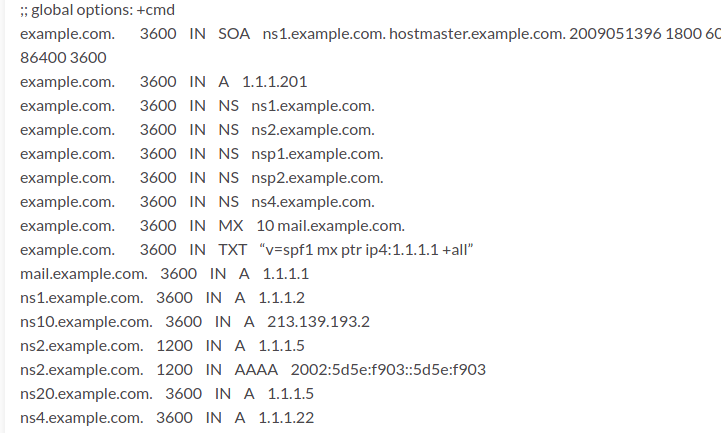 ;; global options: +cmd
example.com. 3600 IN SOA ns1.example.com. hostmaster.example.com. 2009051396 1800 60
86400 3600
example.com. 3600 IN A 1.1.1.201
example.com. 3600 IN NS ns1.example.com.
example.com. 3600 IN NS ns2.example.com.
example.com. 3600 IN NS nsp1.example.com.
example.com. 3600 IN NS nsp2.example.com.
example.com. 3600 IN NS ns4.example.com.
example.com. 3600 IN MX 10 mail.example.com.
example.com. 3600 IN TXT “v=spf1 mx ptr ip4:1.1.1.1 +all”
mail.example.com. 3600 IN A 1.1.1.1
ns1.example.com. 3600 IN A 1.1.1.2
ns10.example.com. 3600 IN A 213.139.193.2
ns2.example.com. 1200 IN A 1.1.1.5
ns2.example.com. 1200 IN AAAA 2002:5d5e:f903::5d5e:f903
ns20.example.com. 3600 IN A 1.1.1.5
ns4.example.com. 3600 IN A 1.1.1.22